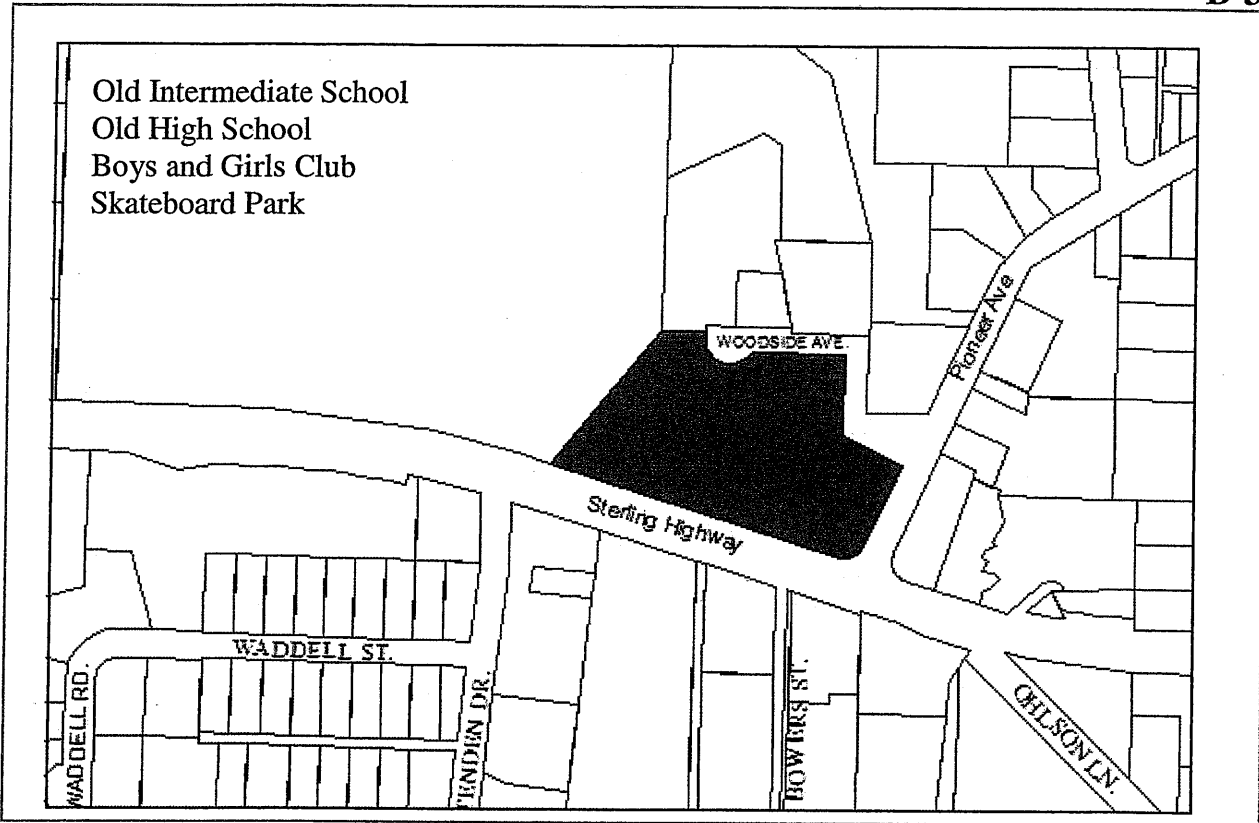 Old Intermediate School
Old High School
Boys and Girls Club
Skateboard Park
WOODSIDE AVE.
Pioneer Ave
Sterling Highway
WADDELL ST.
WADDELL RD.
TENDEN DR.
BOWERS ST.
OHLSON LN.